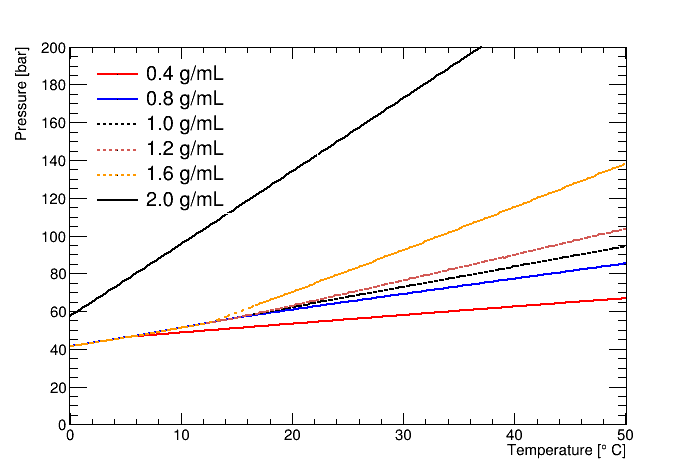 Pressure [bar]
200
180
160
140
120
100
80
60
40
20
0
0.4 g/mL
0.8 g/mL
1.0 g/mL
1.2 g/mL
1.6 g/mL
2.0 g/mL
0 10 20 30 40 50
Temperature [° C]